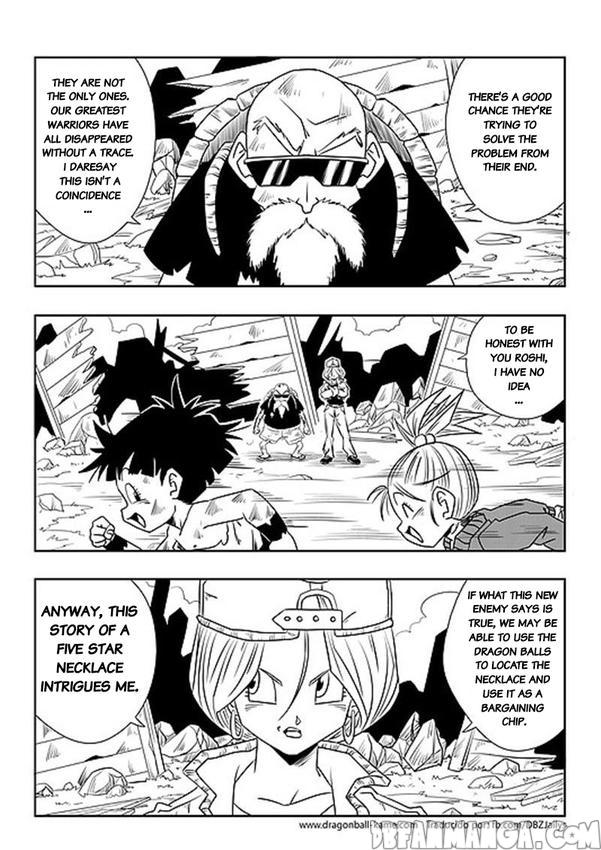 THEY ARE NOT
THE ONLY ONES.
OUR GREATEST
WARRIORS HAVE
ALL DISAPPEARED
WITHOUT A TRACE.
I DARESAY
THIS ISN'T A
COINCIDENCE
...
THERE'S A GOOD
CHANCE THEY'RE
TRYING TO
SOLVE THE
PROBLEM FROM
THEIR END.
TO BE
HONEST WITH
YOU ROSHI,
I HAVE NO
IDEA
...
ANYWAY, THIS
STORY OF A
FIVE STAR
NECKLACE
INTRIGUES ME.
IF WHAT THIS NEW
ENEMY SAYS IS
TRUE, WE MAY BE
ABLE TO USE THE
DRAGON BALLS
TO LOCATE THE
NECKLACE AND
USE IT AS A
BARGAINING
CHIP.
www.dragonball-kame.com | Traducido por
DBFANMANGA.COM